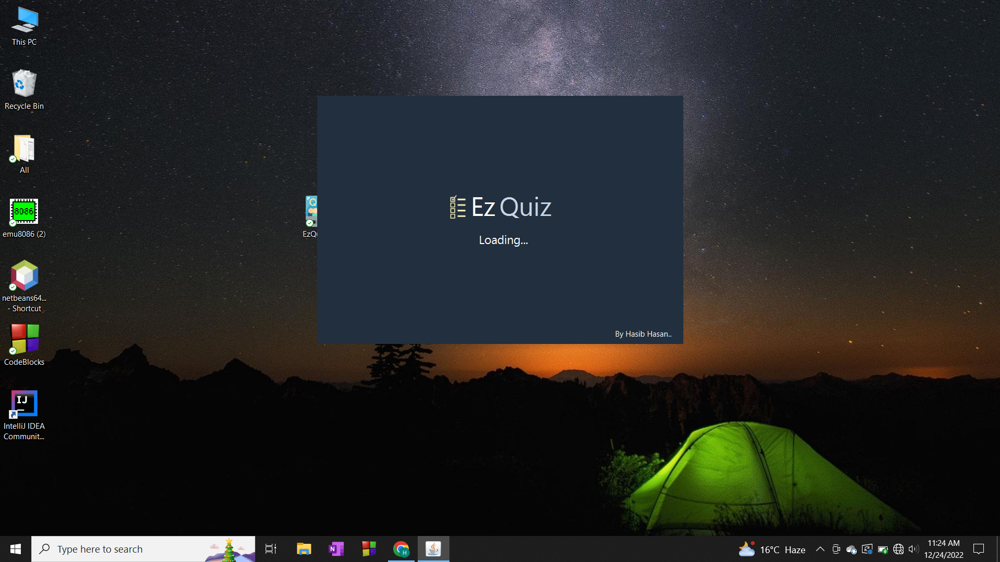 This PC
Recycle Bin
All
8086
emu8086 (2)
netbeans64...
- Shortcut
CodeBlocks
IJ
IntelliJ IDEA
Communit...
Q
EzQu
Ez Quiz
Loading...
By Hasib Hasan..
Type here to search
N
H
16°C Haze
11:24 AM
12/24/2022